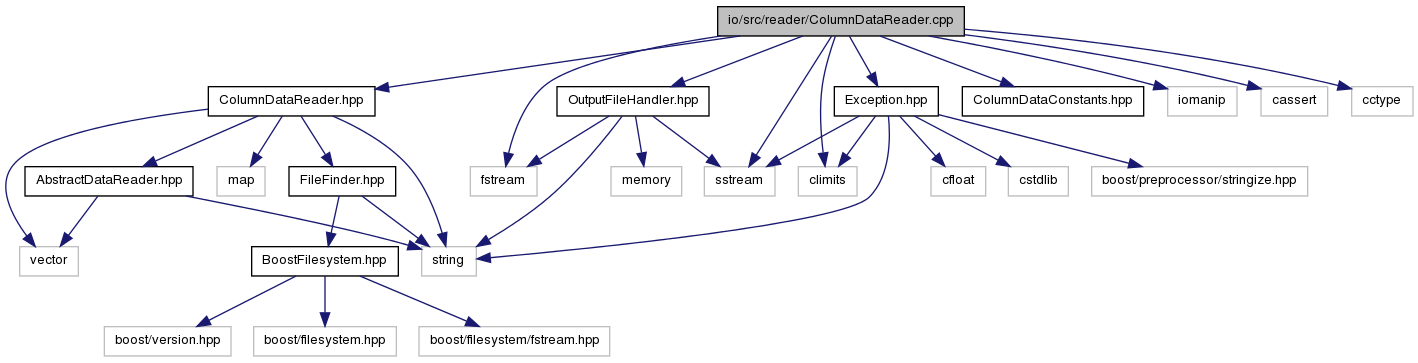 io/src/reader/ColumnDataReader.cpp
ColumnDataReader.hpp
OutputFileHandler.hpp
Exception.hpp
ColumnDataConstants.hpp
iomanip
cassert
cctype
AbstractDataReader.hpp
map
FileFinder.hpp
fstream
memory
sstream
climits
cfloat
cstdlib
boost/preprocessor/stringize.hpp
vector
BoostFilesystem.hpp
string
boost/version.hpp
boost/filesystem.hpp
boost/filesystem/fstream.hpp